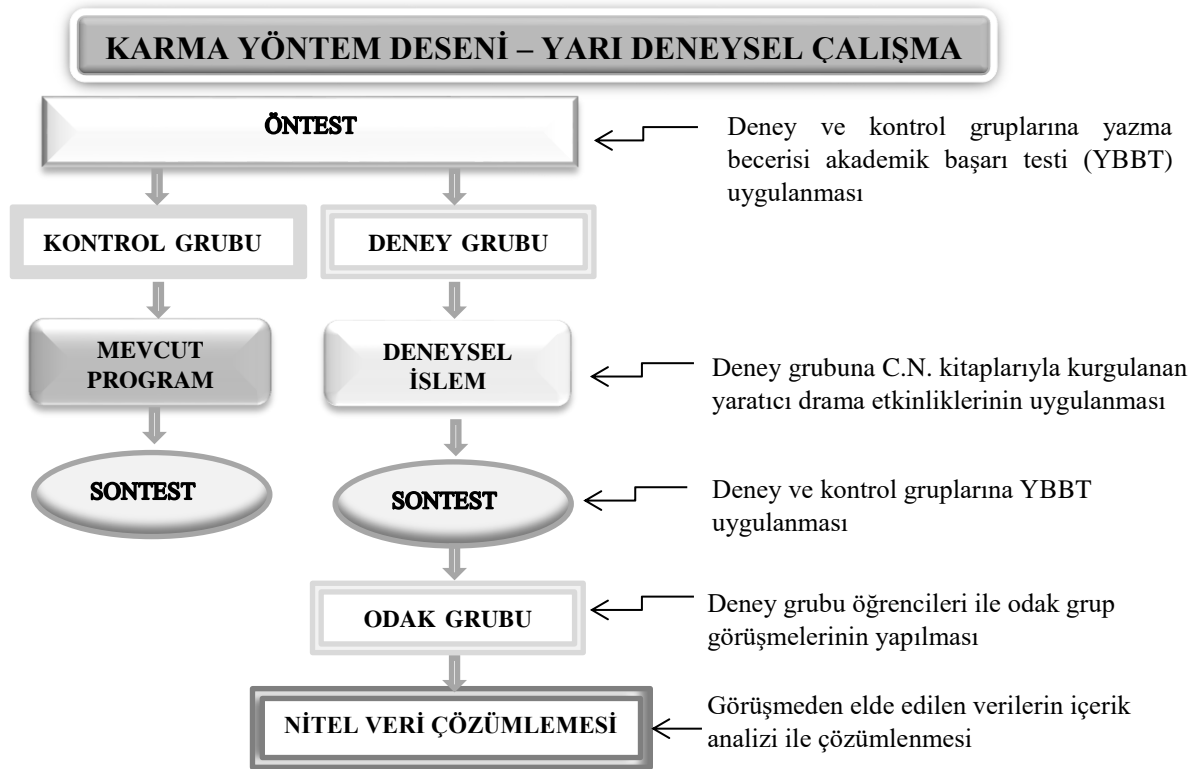 KARMA YÖNTEM DESENİ – YARI DENEYSEL ÇALIŞMA
ÖNTEST
Deney ve kontrol gruplarına yazma
becerisi akademik başarı testi (YBBT)
uygulanması
KONTROL GRUBU
DENEY GRUBU
MEVCUT
PROGRAM
DENEYSEL
İŞLEM
Deney grubuna C.N. kitaplarıyla kurgulanan
yaratıcı drama etkinliklerinin uygulanması
SONTEST
SONTEST
Deney ve kontrol gruplarına YBBT
uygulanması
ODAK GRUBU
Deney grubu öğrencileri ile odak grup
görüşmelerinin yapılması
NİTEL VERİ ÇÖZÜMLEMESİ
Görüşmeden elde edilen verilerin içerik
analizi ile çözümlenmesi